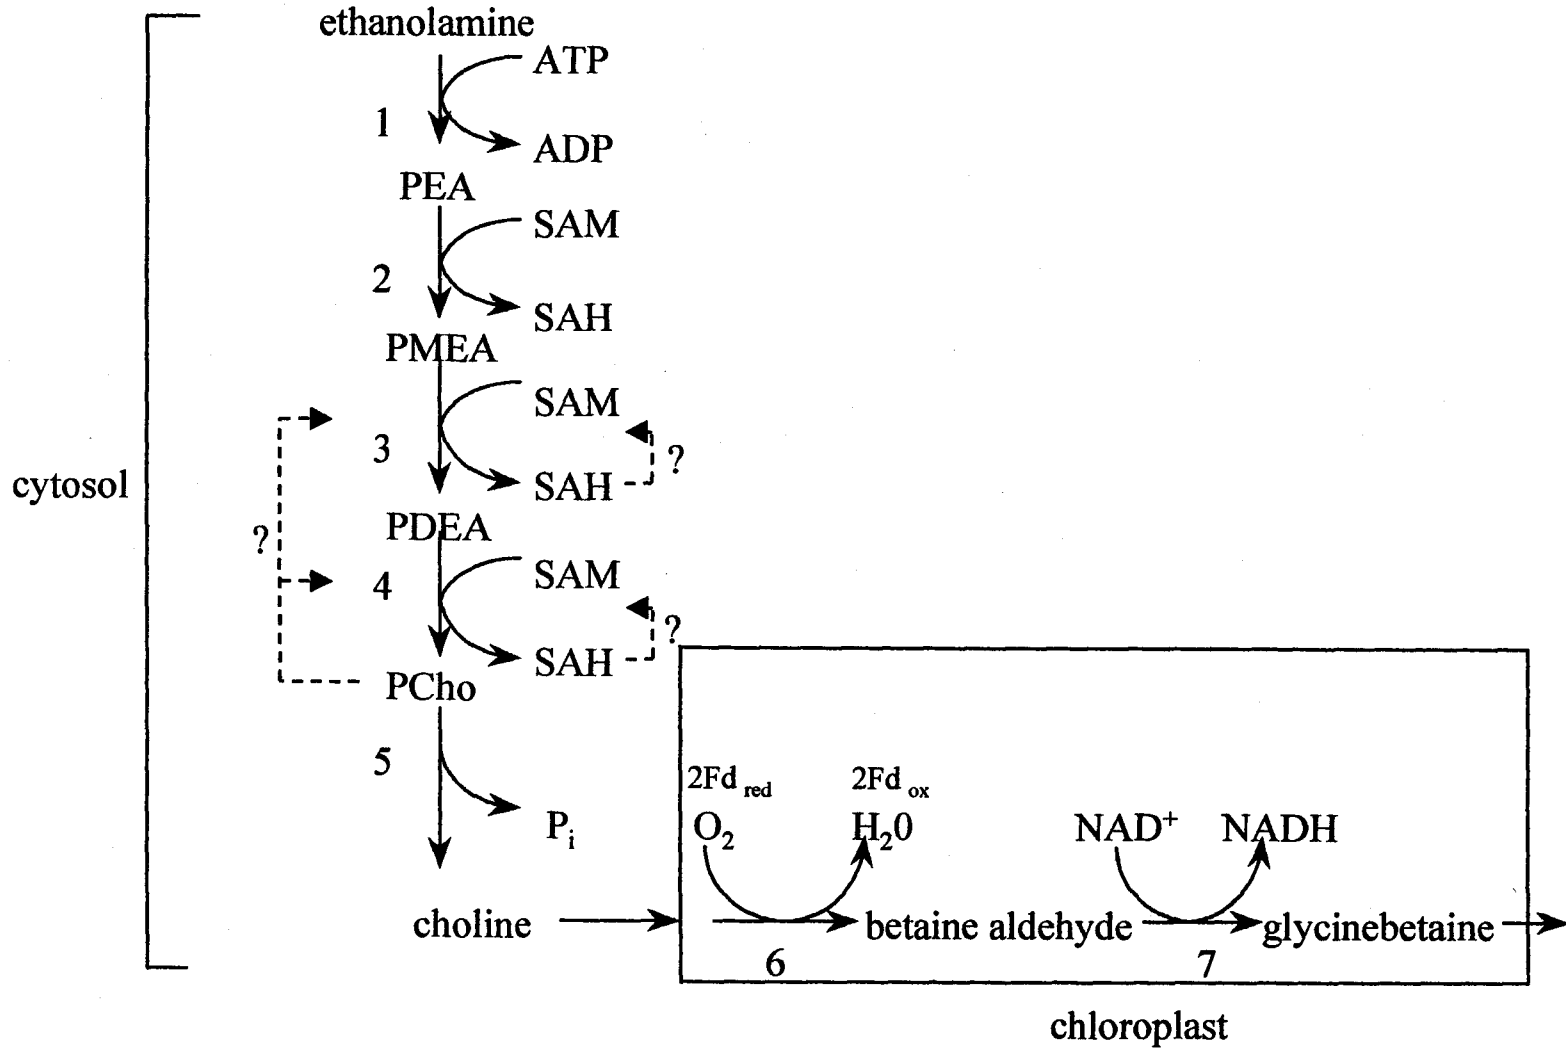 ethanolamine
ATP
1
ADP
PEA
SAM
2
SAH
PMEA
SAM
3
?
SAH
cytosol
PDEA
?
SAM
4
?
SAH
PCho
5
2Fd red
2Fd ox
Pi
O2
H20
NAD+
NADH
choline
betaine aldehyde
glycinebetaine
6
7
chloroplast